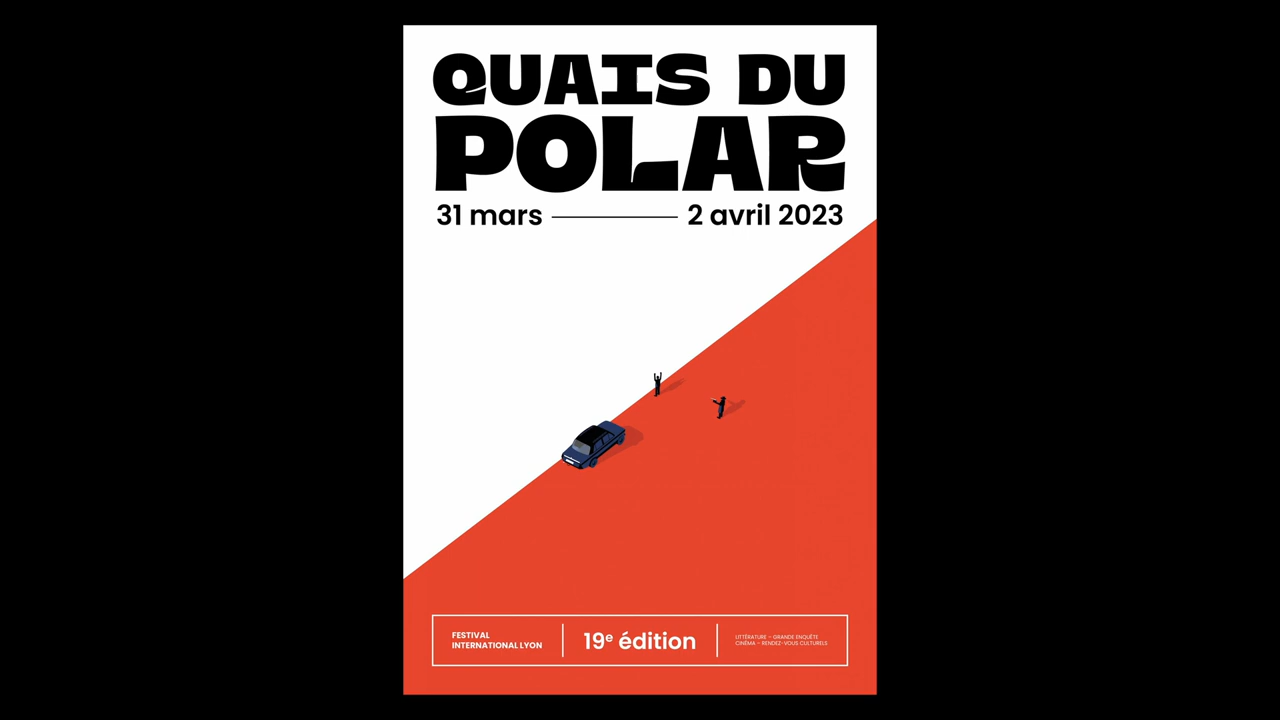 QUAIS DU
POLAR
31 mars 2 avril 2023
FESTIVAL
INTERNATIONAL LYON
19e édition
LITTÉRATURE – GRANDE ENQUÊTE
CINÉMA – RENDEZ-VOUS CULTURELS